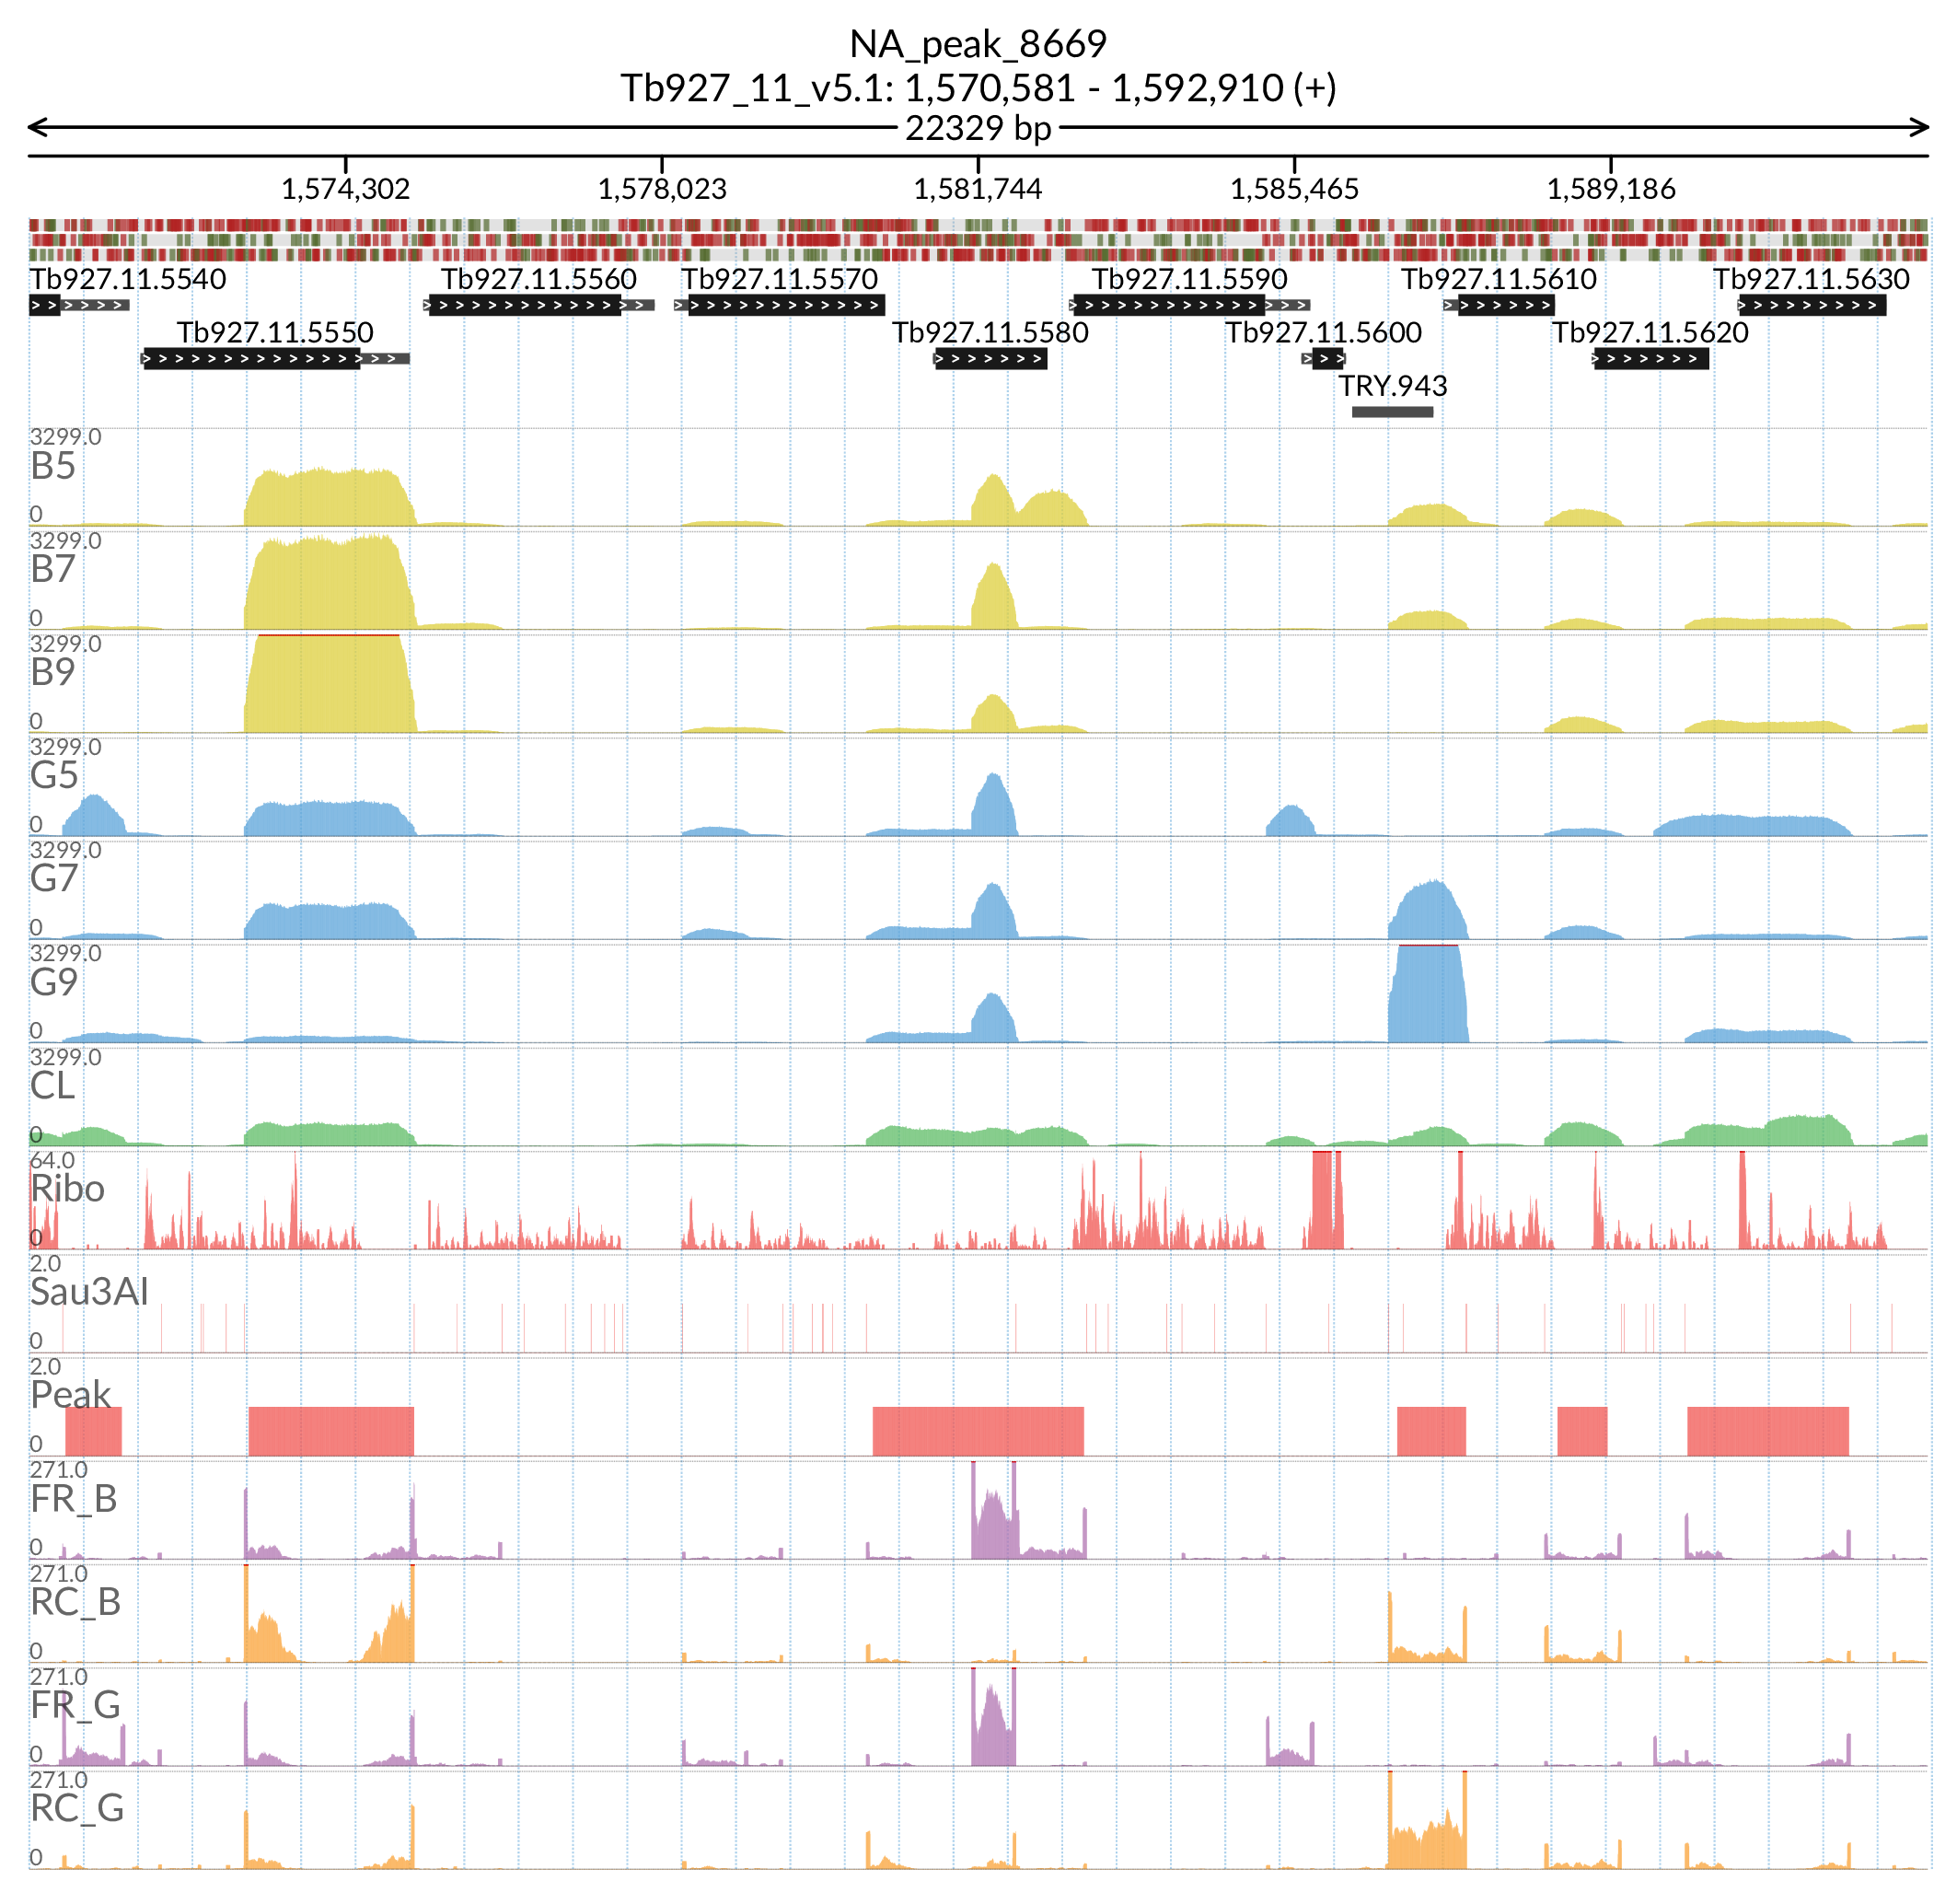 NA_peak_8669
Tb927_11_v5.1: 1,570,581 - 1,592,910 (+)
22329 bp
1,574,302 1,578,023 1,581,744 1,585,465 1,589,186
Tb927.11.5540 Tb927.11.5560 Tb927.11.5570 Tb927.11.5590 Tb927.11.5610 Tb927.11.5630
Tb927.11.5550 Tb927.11.5580 Tb927.11.5600 Tb927.11.5620
TRY.943
3299.0
B5
0
3299.0
B7
0
3299.0
B9
0
3299.0
G5
0
3299.0
G7
0
3299.0
G9
0
3299.0
CL
0
64.0
Ribo
0
2.0
Sau3AI
0
2.0
Peak
0
271.0
FR_B
0
271.0
RC_B
0
271.0
FR_G
0
271.0
RC_G
0